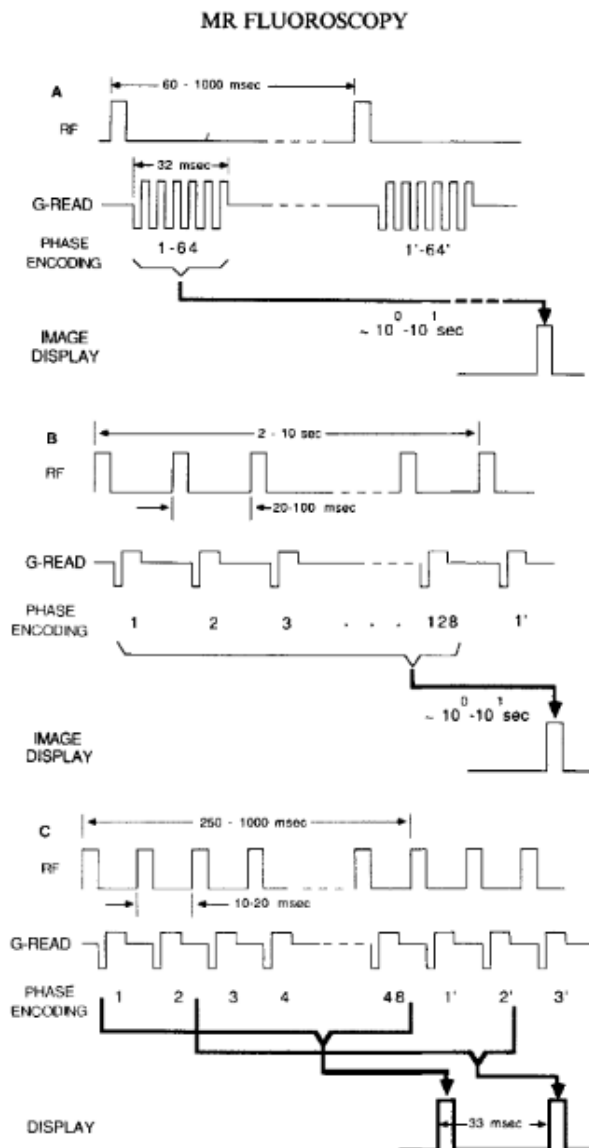 MR FLUOROSCOPY
A
60 - 1000 msec
RF
32 msec
G-READ
PHASE
ENCODING
1-64
1'-64'
~ 10⁰-10¹ sec
IMAGE
DISPLAY
B
2 - 10 sec
RF
20-100 msec
G-READ
PHASE
ENCODING
1 2 3 . . . 128 1'
~ 10⁰-10¹ sec
IMAGE
DISPLAY
C
250 - 1000 msec
RF
10-20 msec
G-READ
PHASE
ENCODING
1 2 3 4 48 1' 2' 3'
33 msec
DISPLAY